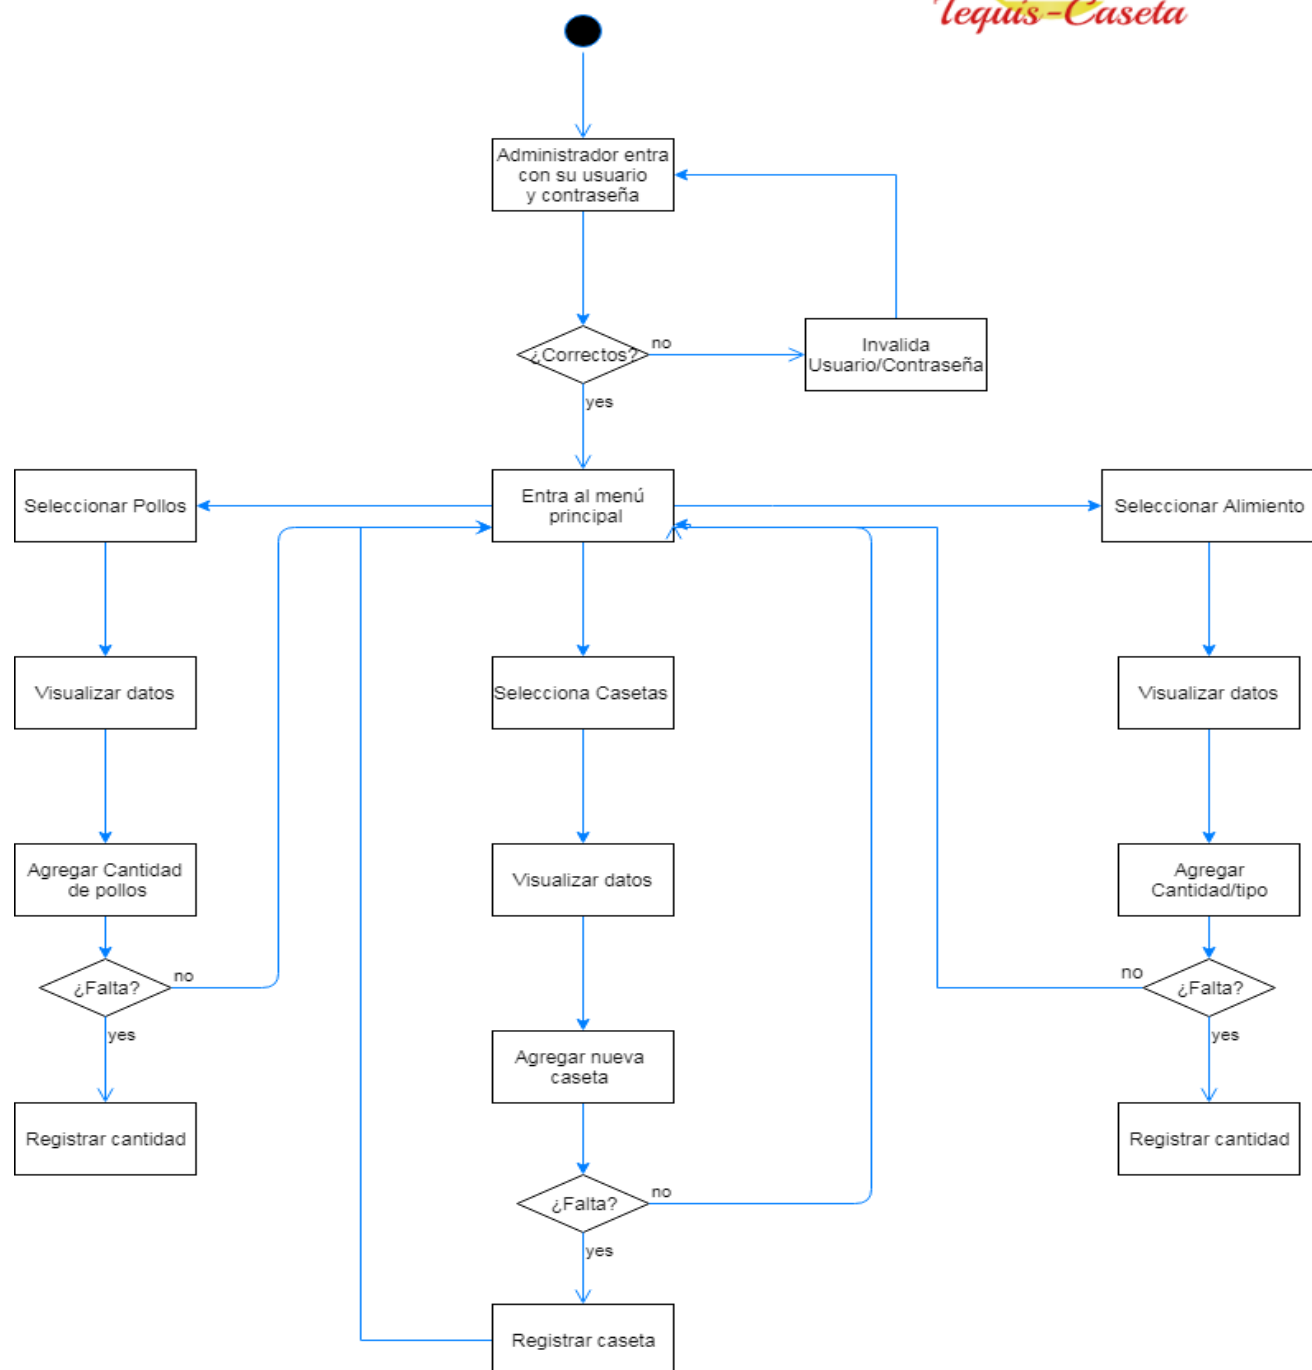 Tequis-Caseta
Administrador entra
con su usuario
y contraseña
¿Correctos?
no
Invalida
Usuario/Contraseña
yes
Seleccionar Pollos
Entra al menú
principal
Seleccionar Alimiento
Visualizar datos
Selecciona Casetas
Visualizar datos
Agregar Cantidad
de pollos
Visualizar datos
Agregar
Cantidad/tipo
¿Falta?
no
no
¿Falta?
yes
yes
Agregar nueva
caseta
Registrar cantidad
Registrar cantidad
¿Falta?
no
yes
Registrar caseta